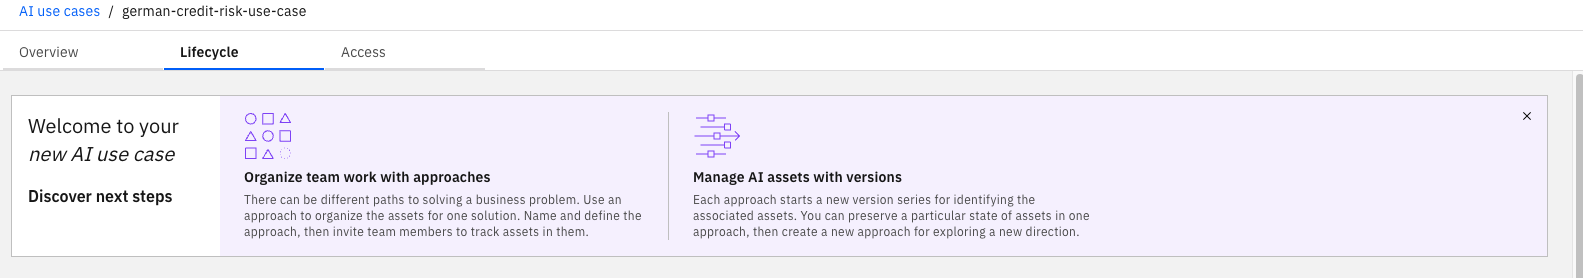 AI use cases / german-credit-risk-use-case
Overview
Lifecycle
Access
Welcome to your
new AI use case
Discover next steps
Organize team work with approaches
There can be different paths to solving a business problem. Use an
approach to organize the assets for one solution. Name and define the
approach, then invite team members to track assets in them.
Manage AI assets with versions
Each approach starts a new version series for identifying the
associated assets. You can preserve a particular state of assets in one
approach, then create a new approach for exploring a new direction.